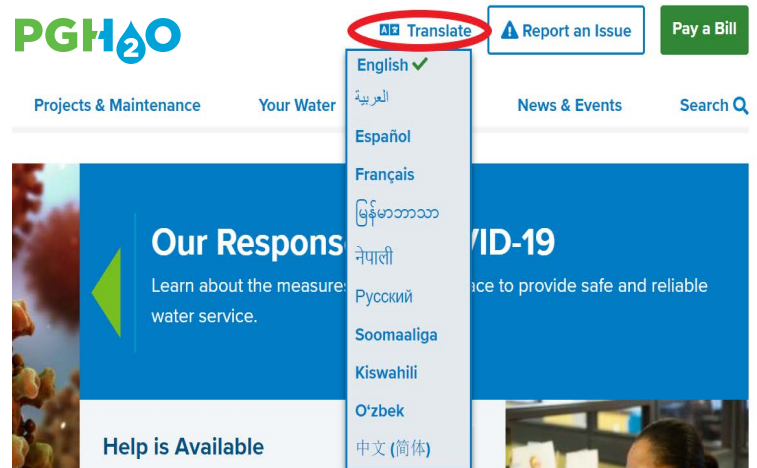 PGH2O
Translate
Report an Issue
Pay a Bill
English
العربية
Español
Français
မြန်မာဘာသာ
नेपाली
Русский
Soomaaliga
Kiswahili
Oʻzbek
中文 (简体)
Projects & Maintenance
Your Water
News & Events
Search
Our Respons
VID-19
Learn about the measure
ace to provide safe and reliable
water service.
Help is Available